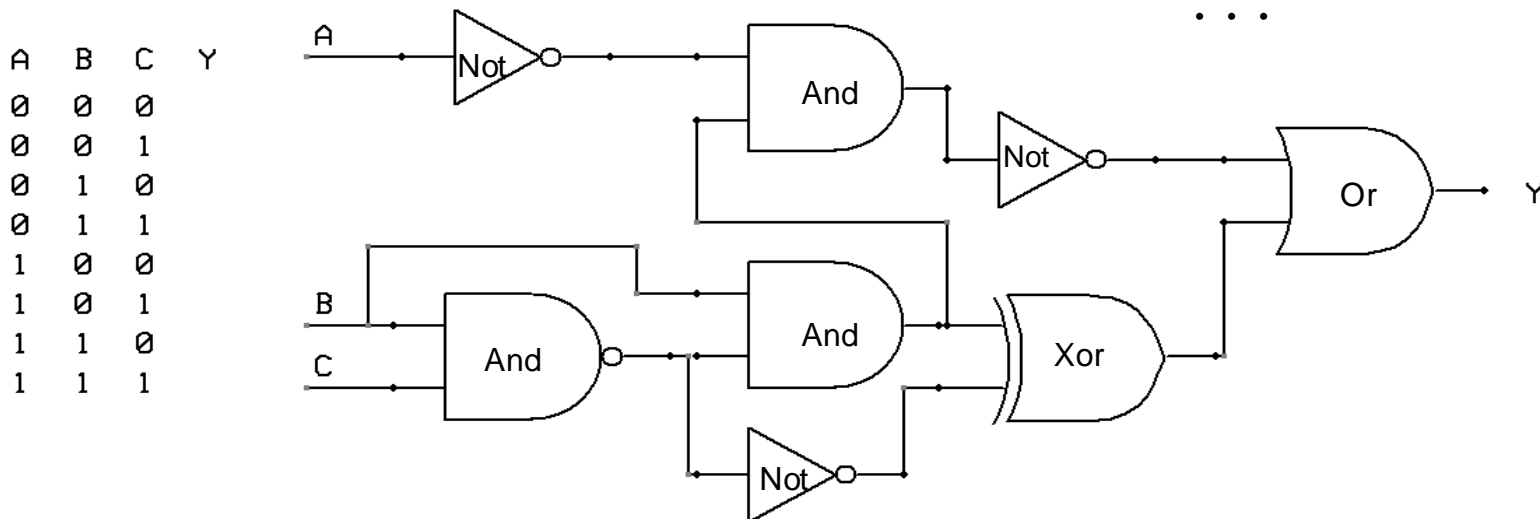 . . .
A B C Y
0 0 0
0 0 1
0 1 0
0 1 1
1 0 0
1 0 1
1 1 0
1 1 1
A
Not
And
Not
Or
Y
B
C
And
And
Xor
Not